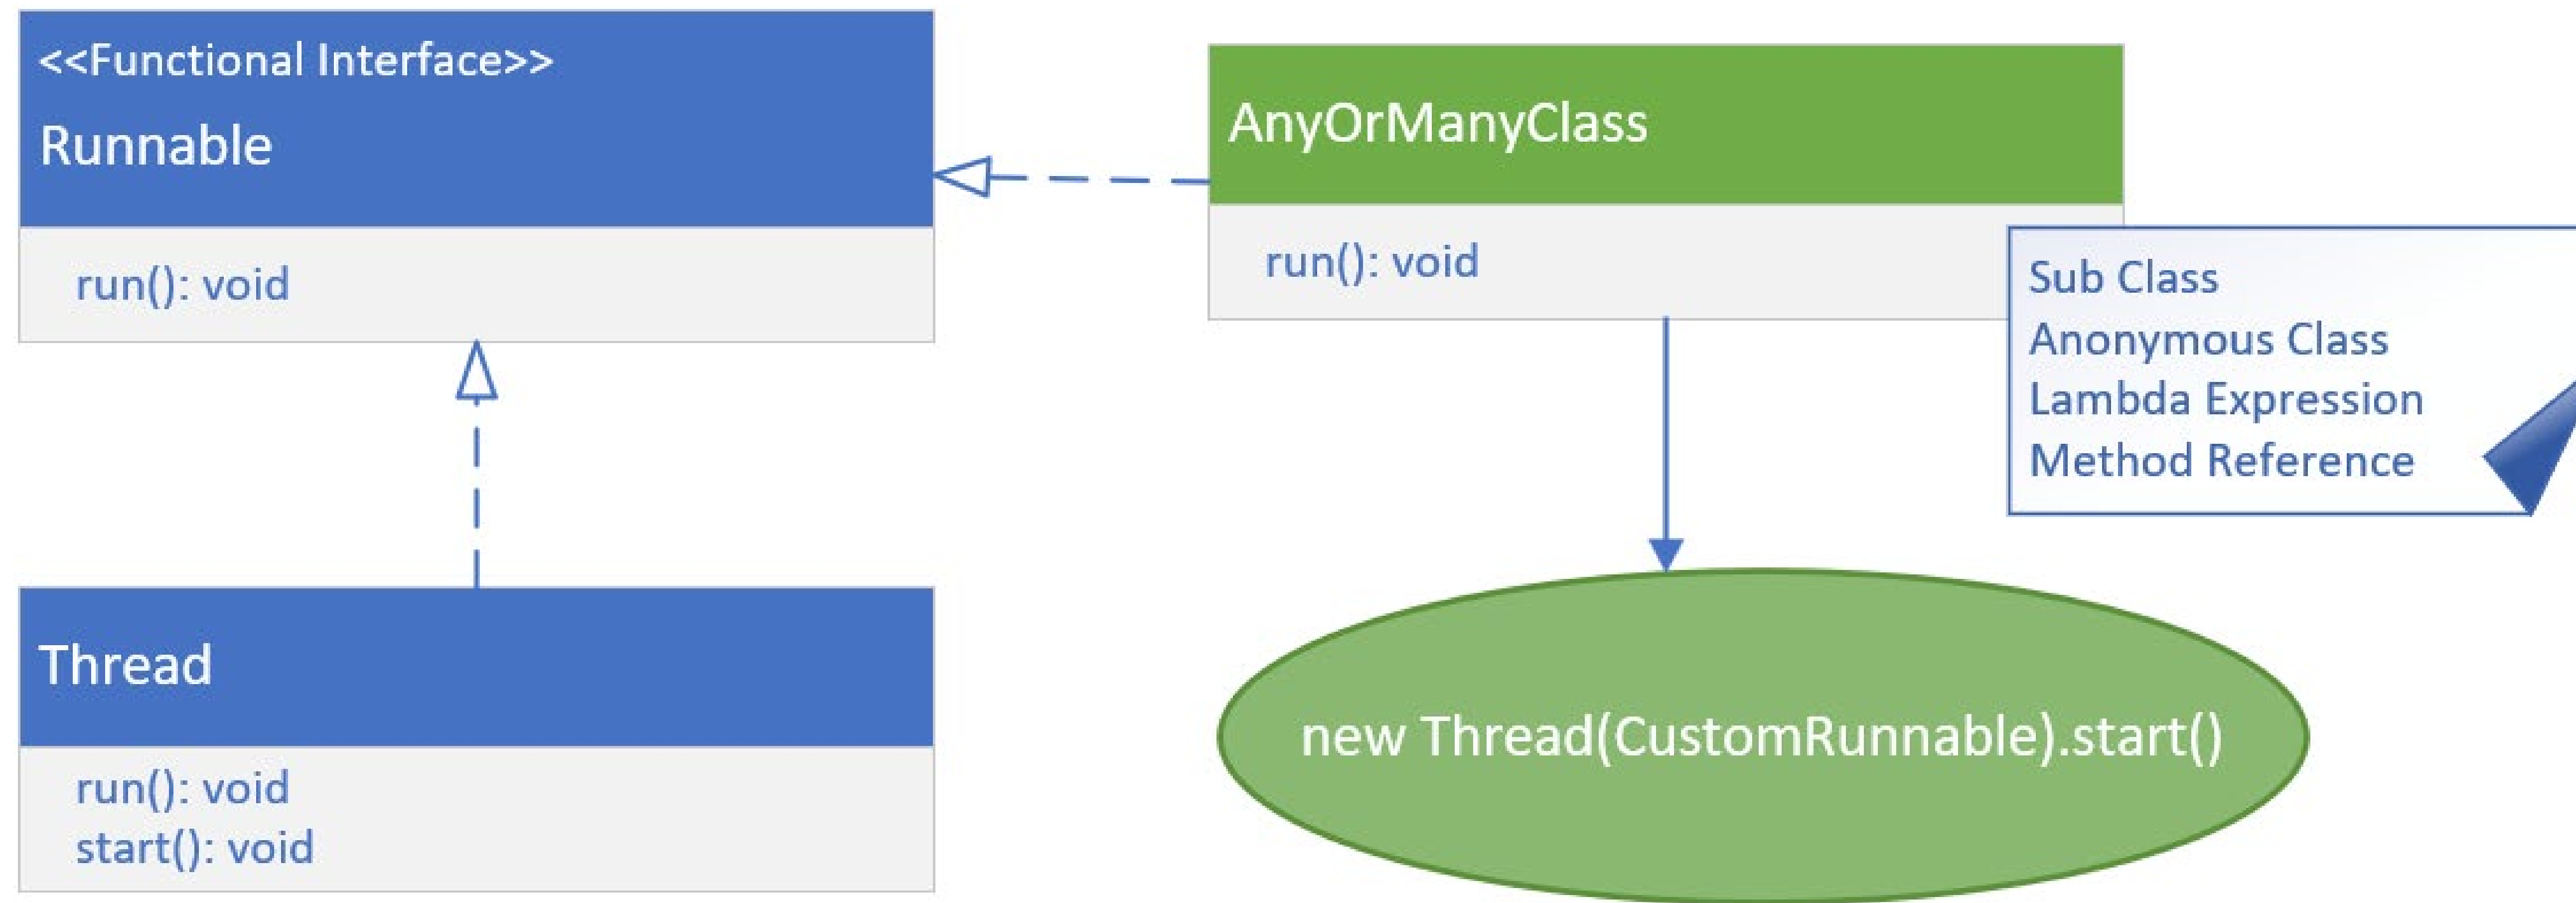 <<Functional Interface>>
Runnable
run(): void
AnyOrManyClass
run(): void
Sub Class
Anonymous Class
Lambda Expression
Method Reference
Thread
run(): void
start(): void
new Thread(CustomRunnable).start()